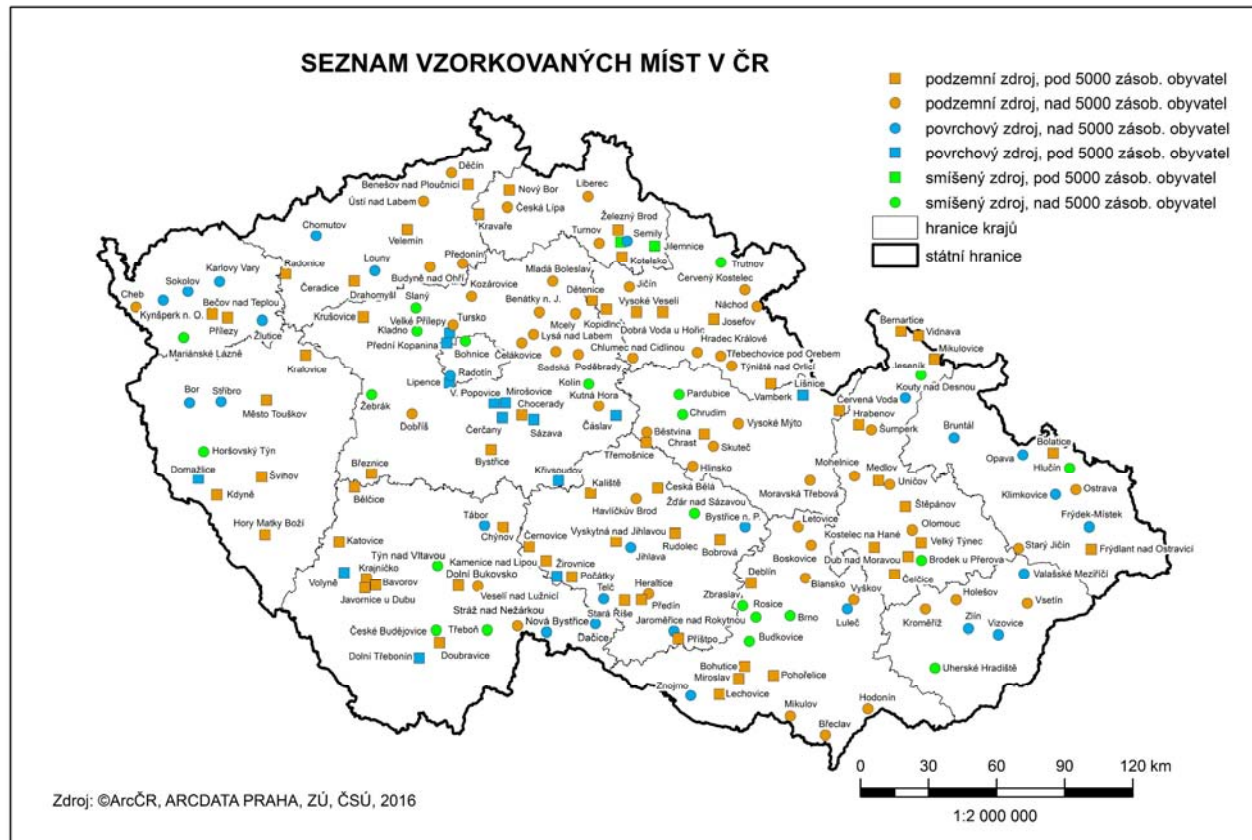 SEZNAM VZORKOVANÝCH MÍST V ČR
podzemní zdroj, pod 5000 zásob. obyvatel
podzemní zdroj, nad 5000 zásob. obyvatel
povrchový zdroj, nad 5000 zásob. obyvatel
povrchový zdroj, pod 5000 zásob. obyvatel
smíšený zdroj, pod 5000 zásob. obyvatel
smíšený zdroj, nad 5000 zásob. obyvatel
hranice krajů
státní hranice
Děčín
Benešov nad Ploučnicí
Nový Bor
Liberec
Ústí nad Labem
Česká Lípa
Železný Brod
Chomutov
Kravaře
Turnov
Semily
Velemín
Jilemnice
Kotelsko
Louny
Předonín
Trutnov
Karlovy Vary
Radonice
Mladá Boleslav
Červený Kostelec
Sokolov
Čeradice
Drahomyšl
Budyně nad Ohří
Kozárovice
Dětenice
Jičín
Cheb
Bečov nad Teplou
Slaný
Benátky n. J.
Vysoké Veselí
Náchod
Kynšperk n. O.
Krušovice
Velké Přílepy
Tursko
Mcely
Kopidlno
Dobrá Voda u Hořic
Josefov
Bernartice
Vidnava
Přílezy
Žlutice
Kladno
Lysá nad Labem
Hradec Králové
Mikulovice
Mariánské Lázně
Přední Kopanina
Bohnice
Čelákovice
Chlumec nad Cidlinou
Třebechovice pod Orebem
Kralovice
Sadská
Poděbrady
Týniště nad Orlicí
Jeseník
Radotín
Lipence
Kolín
Lišnice
Kouty nad Desnou
Bor
Stříbro
V. Popovice
Mirošovice
Kutná Hora
Pardubice
Vamberk
Červená Voda
Město Touškov
Žebrák
Chocerady
Hrabenov
Dobříš
Čerčany
Sázava
Čáslav
Chrudim
Vysoké Mýto
Šumperk
Bruntál
Běstvina
Chrast
Skuteč
Bolatice
Horšovský Týn
Bystřice
Třemošnice
Opava
Hlučín
Domažlice
Švihov
Březnice
Křivsoudov
Hlinsko
Mohelnice
Medlov
Uničov
Klimkovice
Ostrava
Kdyně
Bělčice
Kaliště
Česká Bělá
Moravská Třebová
Štěpánov
Havlíčkův Brod
Žďár nad Sázavou
Frýdek-Místek
Hory Matky Boží
Tábor
Chýnov
Černovice
Vyskytná nad Jihlavou
Bystřice n. P.
Letovice
Olomouc
Kostelec na Hané
Velký Týnec
Starý Jičín
Frýdlant nad Ostravicí
Katovice
Týn nad Vltavou
Jihlava
Rudolec
Bobrová
Boskovice
Dub nad Moravou
Brodek u Přerova
Volyně
Krajníčko
Kamenice nad Lipou
Žirovnice
Bavorov
Dolní Bukovsko
Počátky
Heraltice
Deblín
Blansko
Čelčice
Valašské Meziříčí
Javornice u Dubu
Veselí nad Lužnicí
Telč
Předín
Zbraslav
Vyškov
Holešov
Vsetín
Stráž nad Nežárkou
Stará Říše
Rosice
Luleč
Kroměříž
Zlín
Vizovice
České Budějovice
Třeboň
Nová Bystřice
Dačice
Jaroměřice nad Rokytnou
Brno
Budkovice
Dolní Třebonín
Doubravice
Příštpo
Uherské Hradiště
Bohutice
Miroslav
Pohořelice
Znojmo
Lechovice
Mikulov
Hodonín
Břeclav
0 30 60 90 120 km
1:2 000 000
Zdroj: ©ArcČR, ARCDATA PRAHA, ZÚ, ČSÚ, 2016